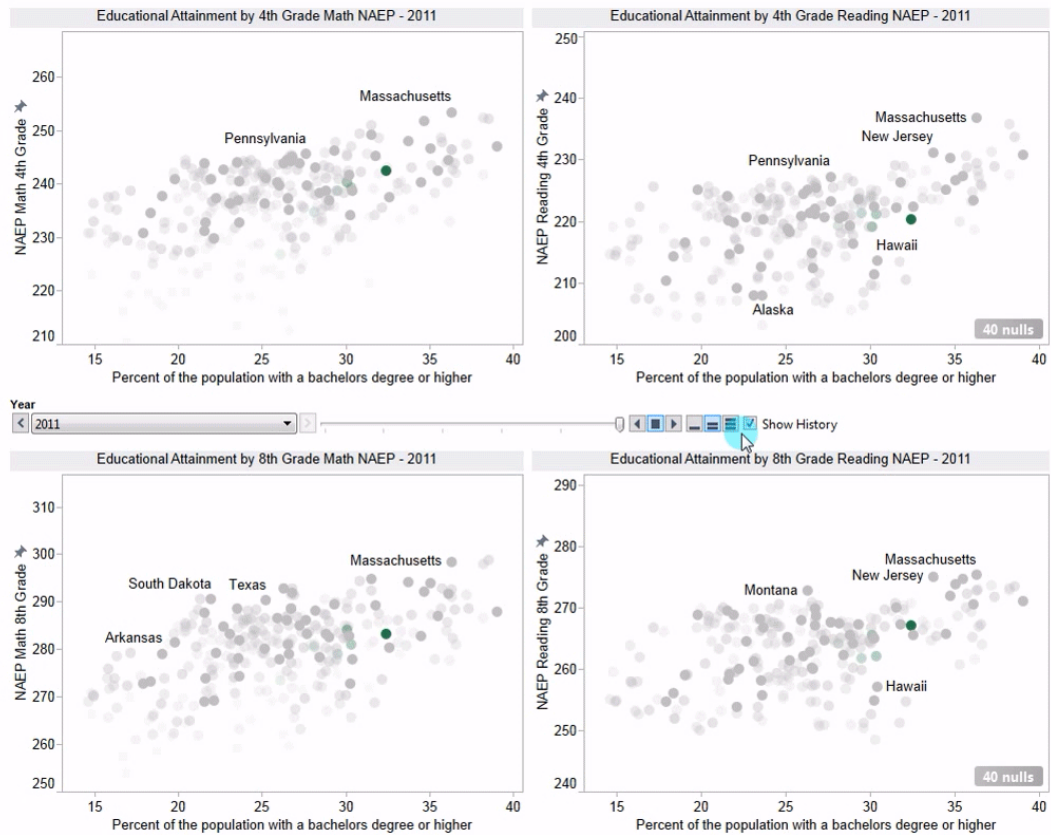 Educational Attainment by 4th Grade Math NAEP - 2011
NAEP Math 4th Grade
260
250
240
230
220
210
Massachusetts
Pennsylvania
15 20 25 30 35 40
Percent of the population with a bachelors degree or higher
Educational Attainment by 4th Grade Reading NAEP - 2011
NAEP Reading 4th Grade
250
240
230
220
210
200
Massachusetts
New Jersey
Pennsylvania
Hawaii
Alaska
40 nulls
15 20 25 30 35 40
Percent of the population with a bachelors degree or higher
Year
2011
Show History
Educational Attainment by 8th Grade Math NAEP - 2011
NAEP Math 8th Grade
310
300
290
280
270
260
250
Massachusetts
South Dakota
Texas
Arkansas
15 20 25 30 35 40
Percent of the population with a bachelors degree or higher
Educational Attainment by 8th Grade Reading NAEP - 2011
NAEP Reading 8th Grade
290
280
270
260
250
240
Massachusetts
New Jersey
Montana
Hawaii
40 nulls
15 20 25 30 35 40
Percent of the population with a bachelors degree or higher